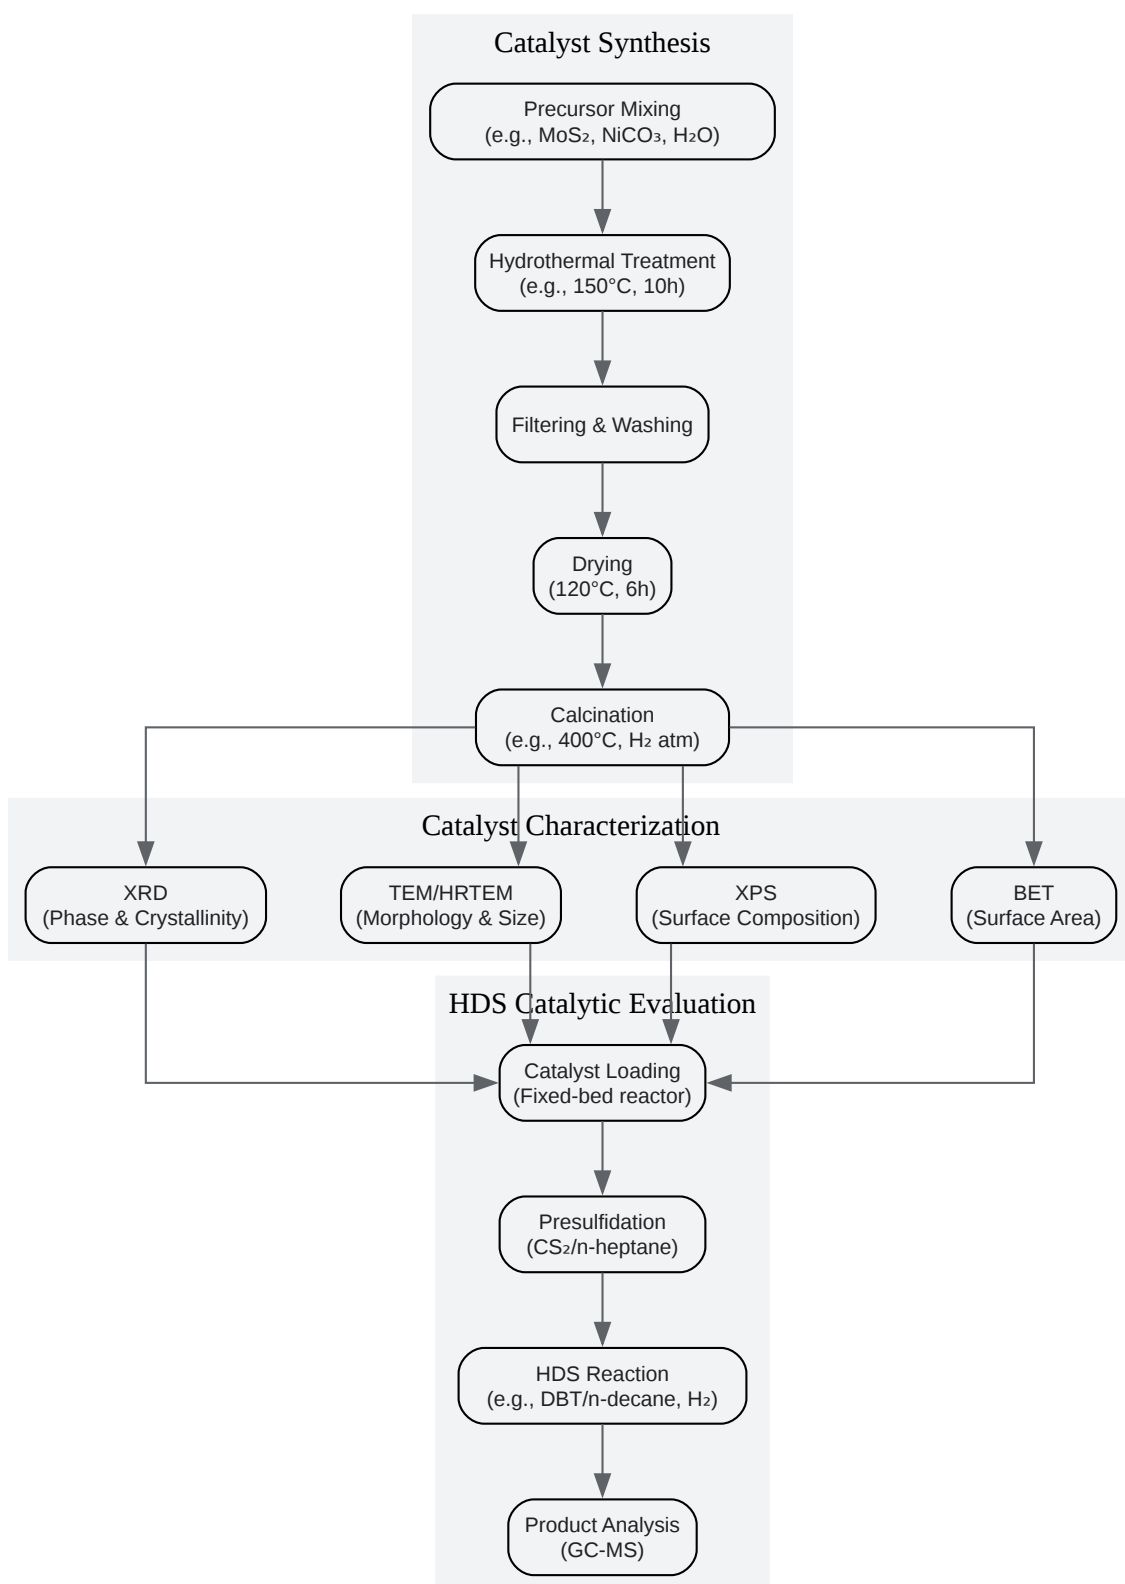 Catalyst Synthesis
Precursor Mixing
(e.g., MoS₂, NiCO₃, H₂O)
Hydrothermal Treatment
(e.g., 150°C, 10h)
Filtering & Washing
Drying
(120°C, 6h)
Calcination
(e.g., 400°C, H₂ atm)
Catalyst Characterization
XRD
(Phase & Crystallinity)
TEM/HRTEM
(Morphology & Size)
XPS
(Surface Composition)
BET
(Surface Area)
HDS Catalytic Evaluation
Catalyst Loading
(Fixed-bed reactor)
Presulfidation
(CS₂/n-heptane)
HDS Reaction
(e.g., DBT/n-decane, H₂)
Product Analysis
(GC-MS)